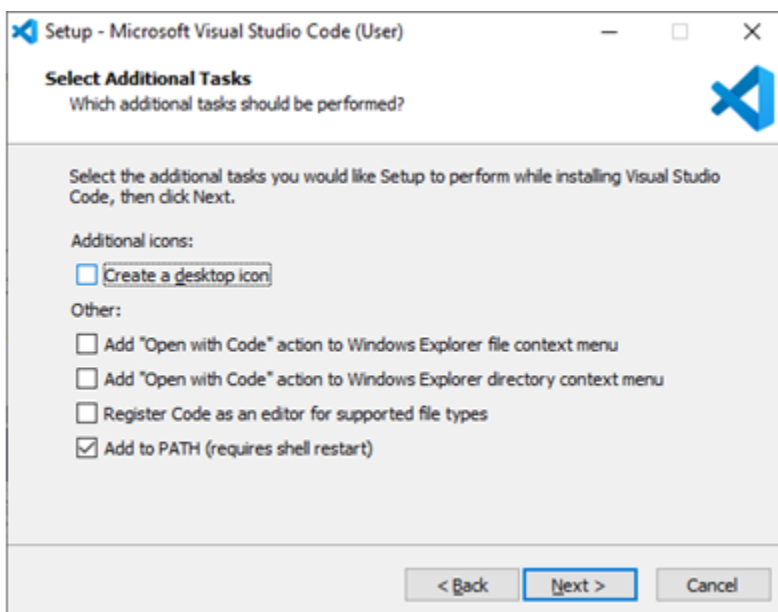 Setup - Microsoft Visual Studio Code (User)
Select Additional Tasks
Which additional tasks should be performed?
Select the additional tasks you would like Setup to perform while installing Visual Studio
Code, then click Next.
Additional icons:
Create a desktop icon
Other:
Add "Open with Code" action to Windows Explorer file context menu
Add "Open with Code" action to Windows Explorer directory context menu
Register Code as an editor for supported file types
Add to PATH (requires shell restart)
< Back Next > Cancel